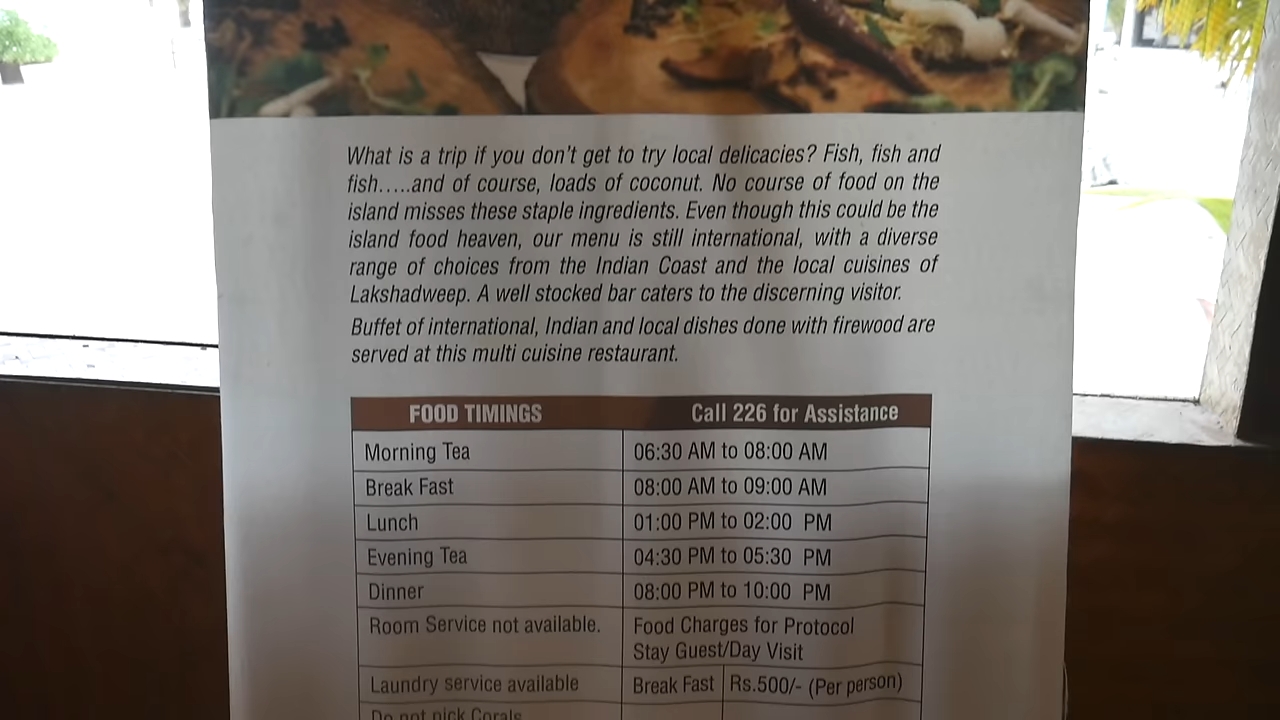 What is a trip if you don't get to try local delicacies? Fish, fish and
fish.....and of course, loads of coconut. No course of food on the
island misses these staple ingredients. Even though this could be the
island food heaven, our menu is still international, with a diverse
range of choices from the Indian Coast and the local cuisines of
Lakshadweep. A well stocked bar caters to the discerning visitor.
Buffet of international, Indian and local dishes done with firewood are
served at this multi cuisine restaurant.
FOOD TIMINGS Call 226 for Assistance
Morning Tea 06:30 AM to 08:00 AM
Break Fast 08:00 AM to 09:00 AM
Lunch 01:00 PM to 02:00 PM
Evening Tea 04:30 PM to 05:30 PM
Dinner 08:00 PM to 10:00 PM
Room Service not available. Food Charges for Protocol
Stay Guest/Day Visit
Laundry service available Break Fast Rs.500/- (Per person)
Do not pick Corals